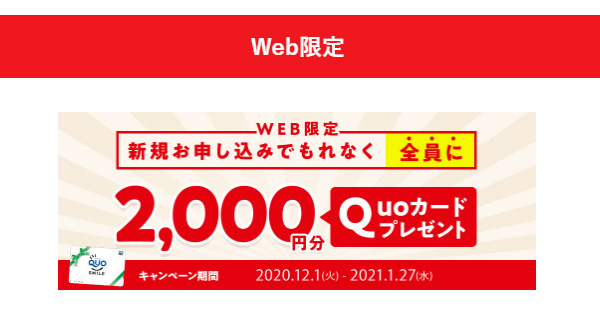 Web限定
WEB限定
新規お申し込みでもれなく 全員に
2,000円分
Quoカード
プレゼント
QUO
SMILE
キャンペーン期間 2020.12.1(火) - 2021.1.27(水)